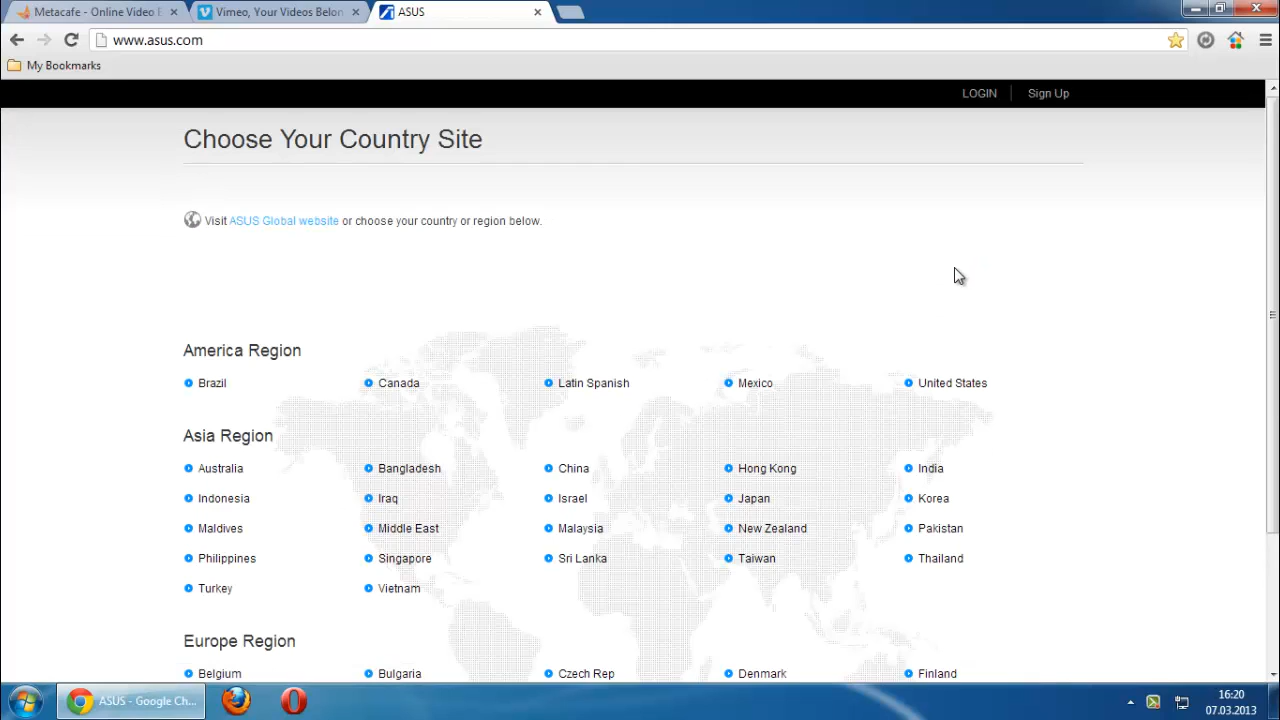 Metacafe - Online Video E
Vimeo, Your Videos Belon
ASUS
www.asus.com
My Bookmarks
LOGIN
Sign Up
Choose Your Country Site
Visit ASUS Global website or choose your country or region below.
America Region
Brazil Canada Latin Spanish Mexico United States
Asia Region
Australia Bangladesh China Hong Kong India
Indonesia Iraq Israel Japan Korea
Maldives Middle East Malaysia New Zealand Pakistan
Philippines Singapore Sri Lanka Taiwan Thailand
Turkey Vietnam
Europe Region
Belgium Bulgaria Czech Rep Denmark Finland
ASUS - Google Ch...
16:20
07.03.2013